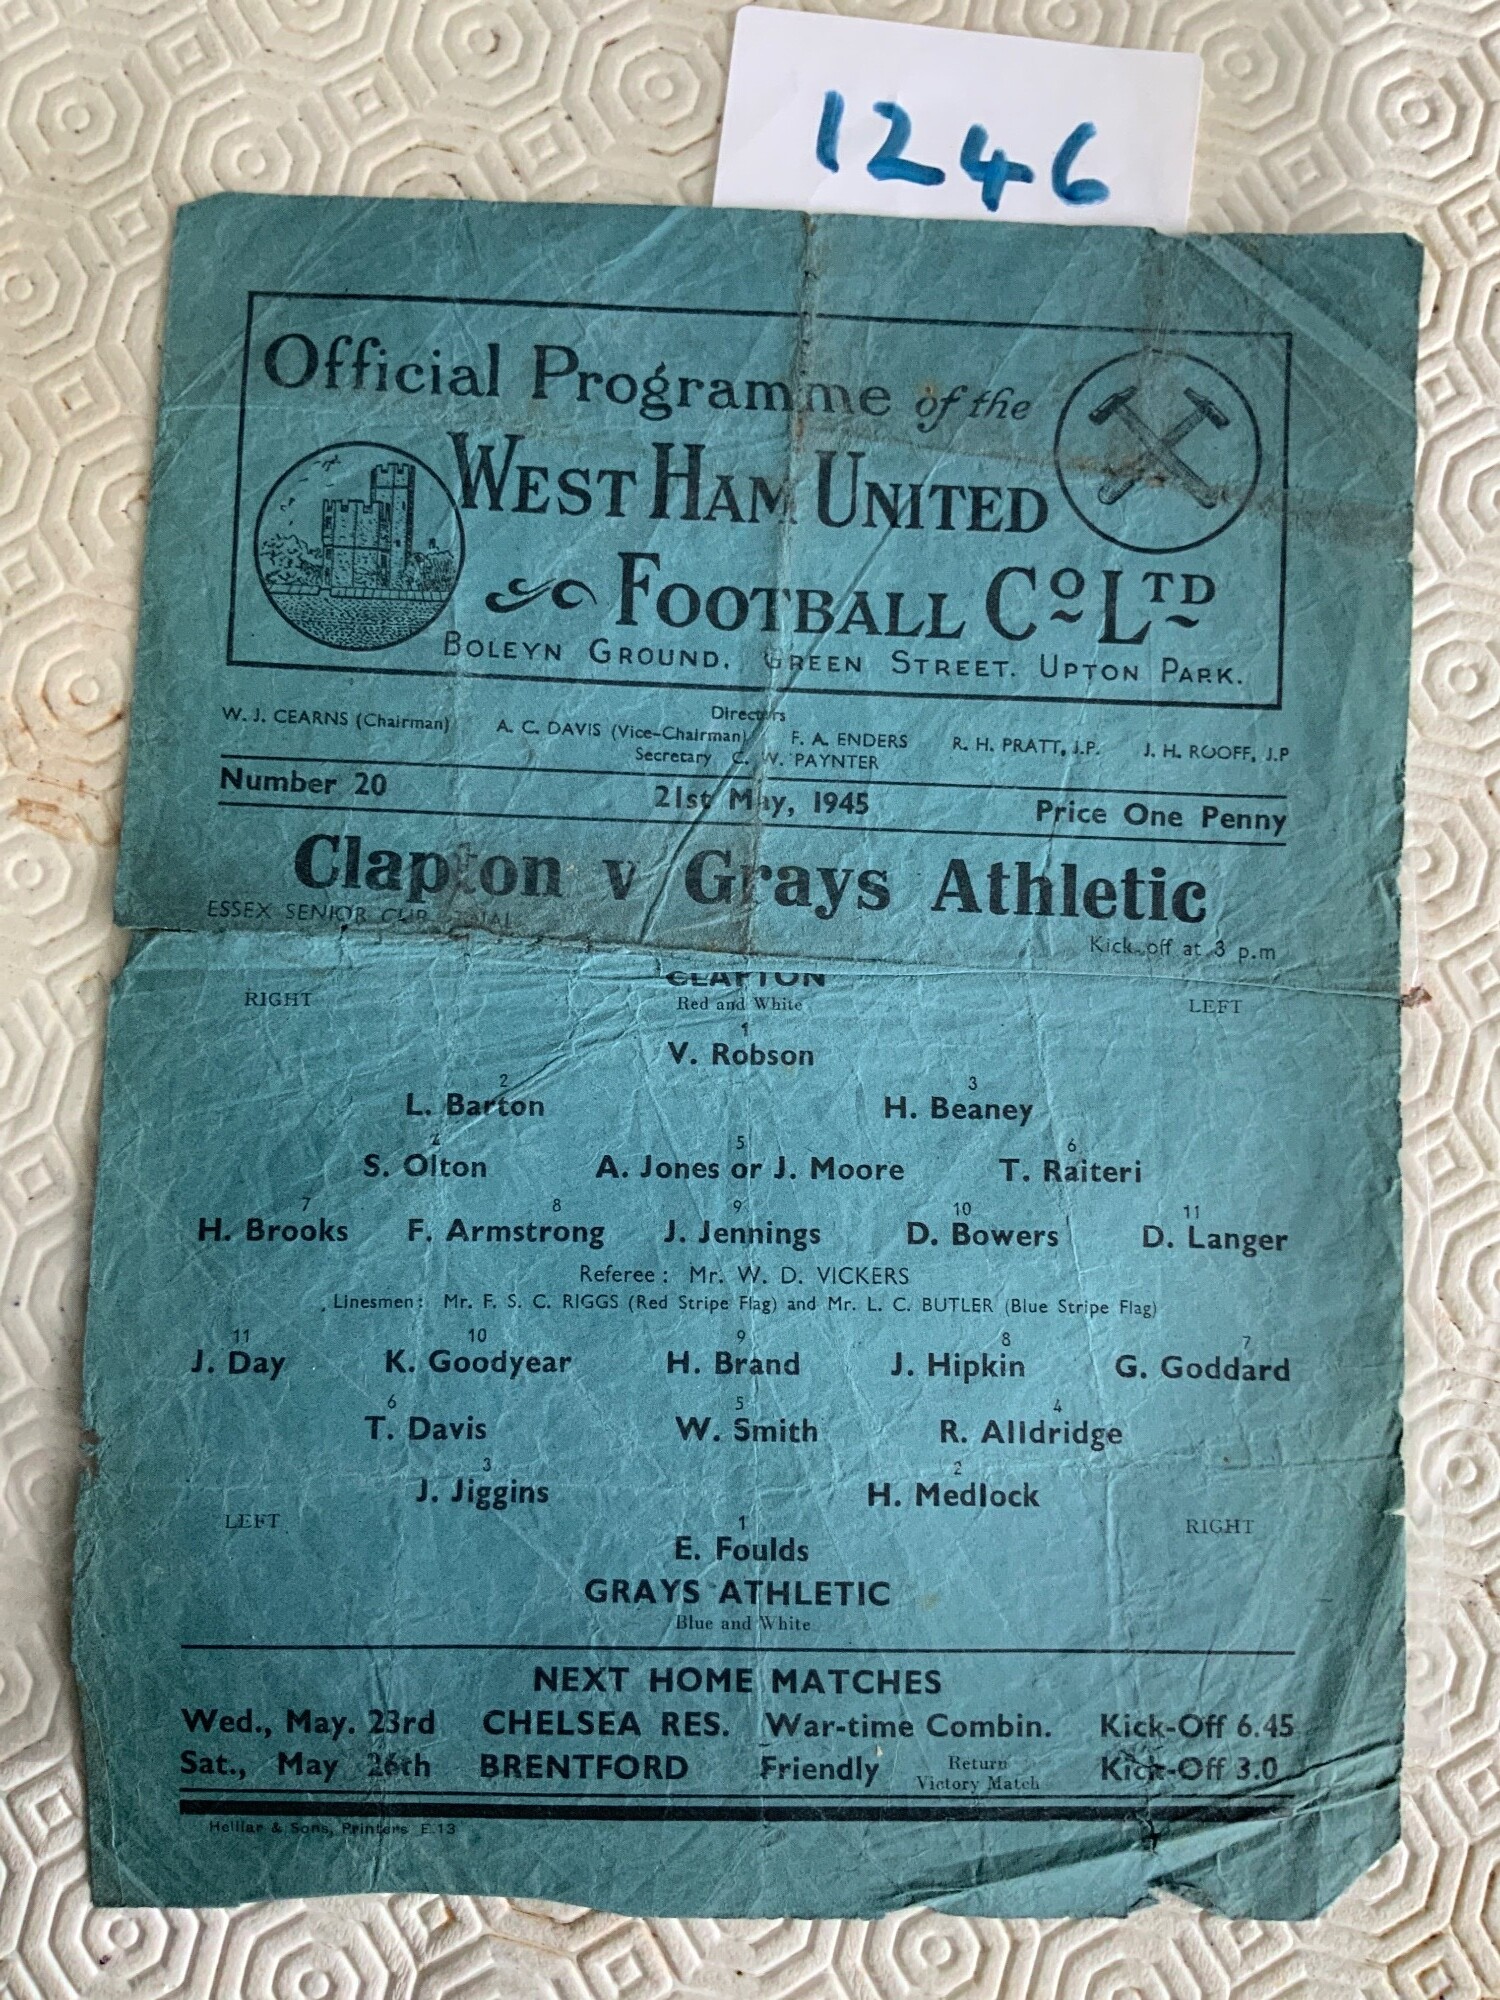 1246
Official Programme of the
WEST HAM UNITED
FOOTBALL CO LTD
BOLEYN GROUND, GREEN STREET. UPTON PARK.
Directors
W. J. CEARNS (Chairman) A. C. DAVIS (Vice-Chairman) F. A. ENDERS R. H. PRATT, J.P. J. H. ROOFF, J.P
Secretary C. W. PAYNTER
Number 20 21st May, 1945 Price One Penny
Clapton v Grays Athletic
ESSEX SENIOR CUP FINAL
Kick-off at 3 p.m
CLAPTON
RIGHT Red and White LEFT
1
V. Robson
2 3
L. Barton H. Beaney
4 5 6
S. Olton A. Jones or J. Moore T. Raiteri
7 8 9 10 11
H. Brooks F. Armstrong J. Jennings D. Bowers D. Langer
Referee : Mr. W. D. VICKERS
Linesmen : Mr. F. S. C. RIGGS (Red Stripe Flag) and Mr. L. C. BUTLER (Blue Stripe Flag)
11 10 9 8 7
J. Day K. Goodyear H. Brand J. Hipkin G. Goddard
6 5 4
T. Davis W. Smith R. Alldridge
3 2
J. Jiggins H. Medlock
LEFT 1 RIGHT
E. Foulds
GRAYS ATHLETIC
Blue and White
NEXT HOME MATCHES
Wed., May. 23rd CHELSEA RES. War-time Combin. Kick-Off 6.45
Sat., May 26th BRENTFORD Friendly Return Victory Match Kick-Off 3.0
Helliar & Sons, Printers E.13